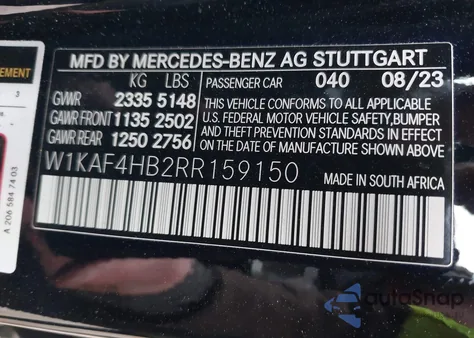 MFD BY MERCEDES-BENZ AG STUTTGART
KG LBS
PASSENGER CAR 040 08/23
GVWR 2335 5148
GAWR FRONT 1135 2502
GAWR REAR 1250 2756
THIS VEHICLE CONFORMS TO ALL APPLICABLE
U.S. FEDERAL MOTOR VEHICLE SAFETY,BUMPER
AND THEFT PREVENTION STANDARDS IN EFFECT
ON THE DATE OF MANUFACTURE SHOWN ABOVE.
W1KAF4HB2RR159150
MADE IN SOUTH AFRICA
EMENT
3
A 206 584 74 03
autoSnap